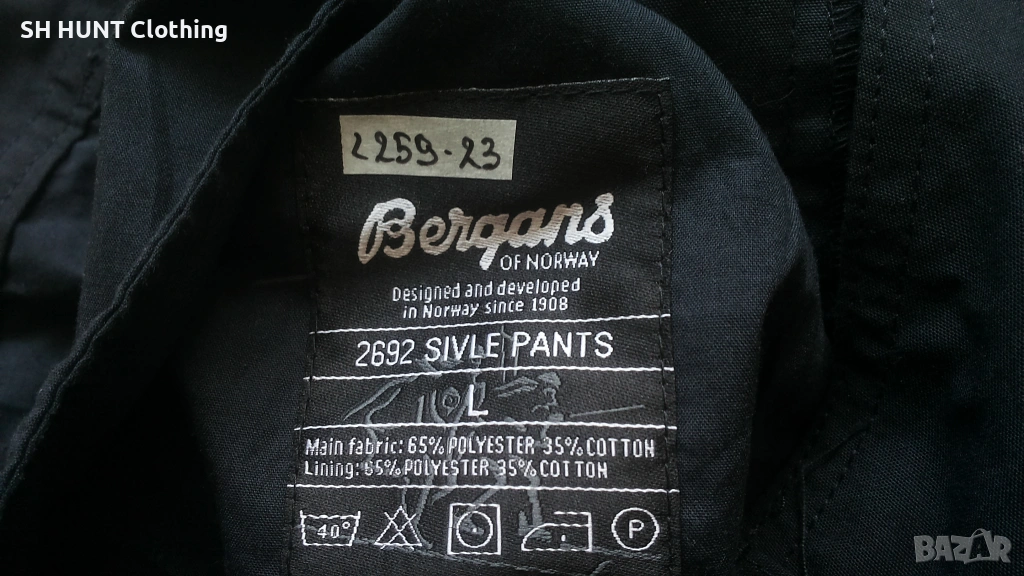 SH HUNT Clothing
L259-23
Bergans
OF NORWAY
Designed and developed
in Norway since 1908
2692 SIVLE PANTS
L
Main fabric: 65% POLYESTER 35% COTTON
Lining: 65% POLYESTER 35% COTTON
40°
P
BAZAR